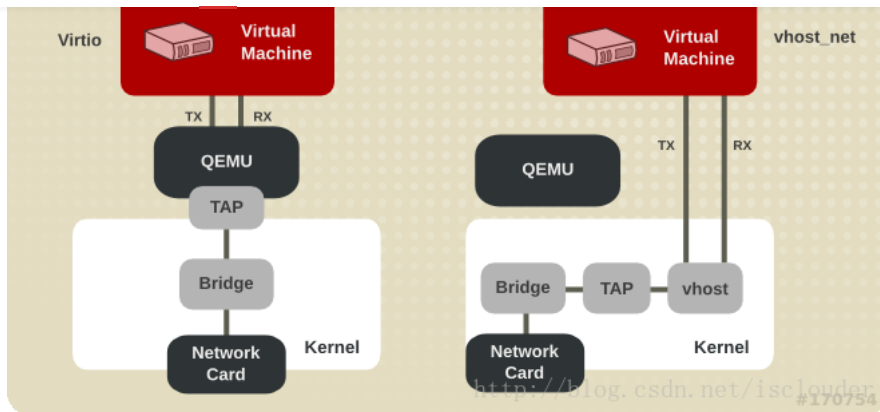 Virtio
Virtual
Machine
TX
RX
QEMU
TAP
Bridge
Network
Card
Kernel
Virtual
Machine
vhost_net
TX
RX
QEMU
Bridge
TAP
vhost
Network
Card
Kernel
http://blog.csdn.net/isclouder
#170754